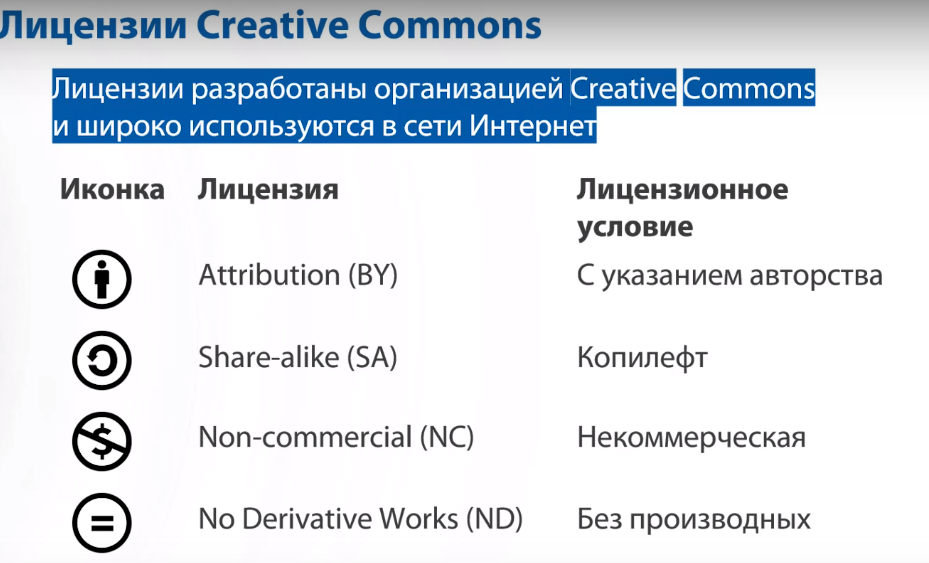 Лицензии Creative Commons
Лицензии разработаны организацией Creative Commons
и широко используются в сети Интернет
Иконка Лицензия Лицензионное
условие
Attribution (BY) С указанием авторства
Share-alike (SA) Копилефт
$ Non-commercial (NC) Некоммерческая
= No Derivative Works (ND) Без производных